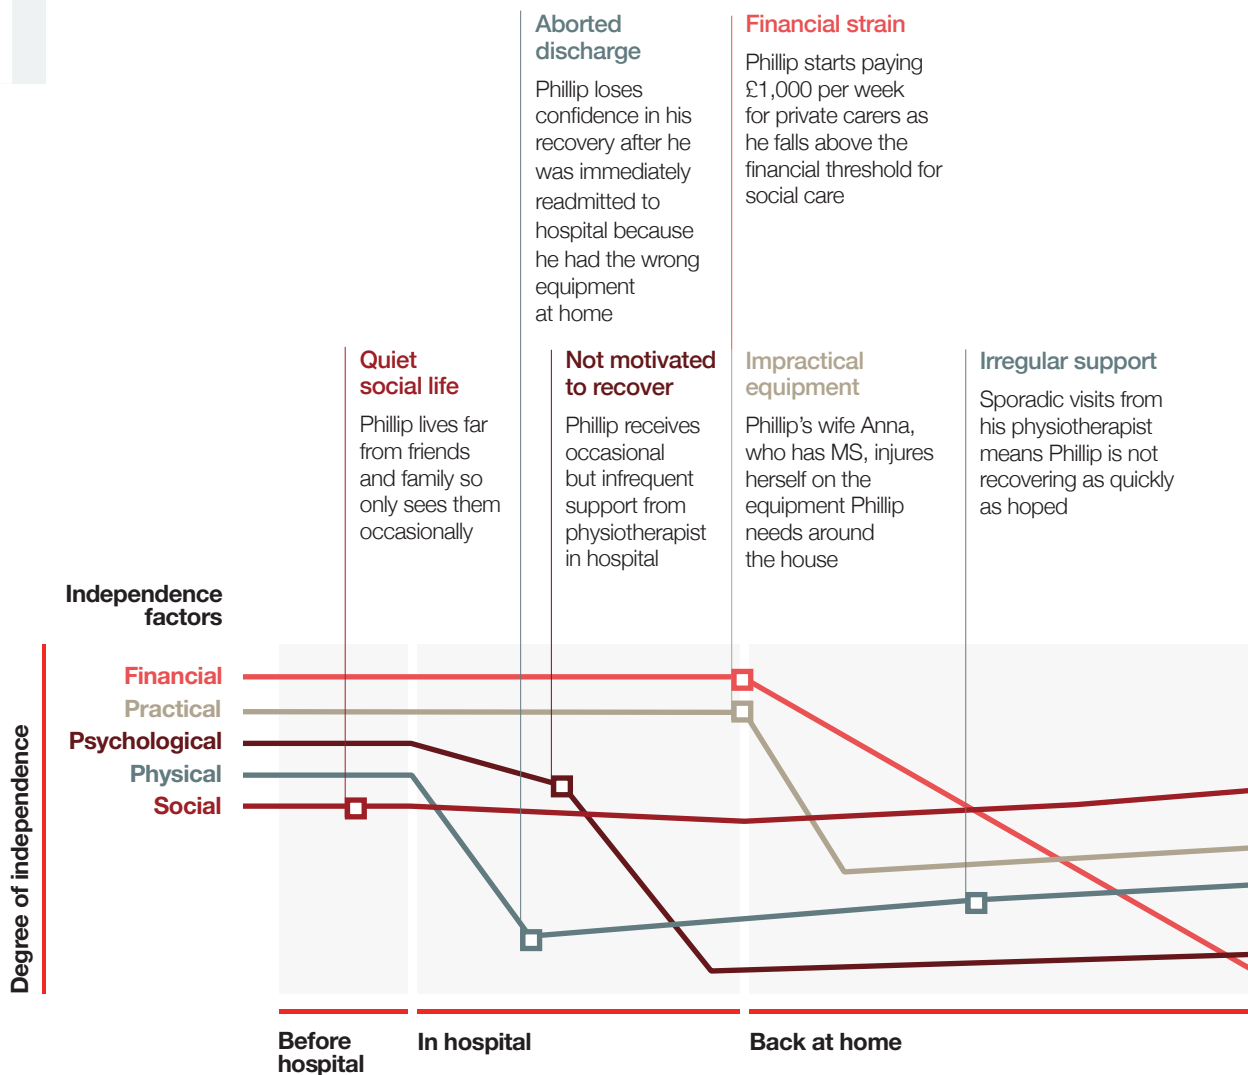 Aborted
discharge
Phillip loses
confidence in his
recovery after he
was immediately
readmitted to
hospital because
he had the wrong
equipment
at home
Financial strain
Phillip starts paying
£1,000 per week
for private carers as
he falls above the
financial threshold for
social care
Quiet
social life
Phillip lives far
from friends
and family so
only sees them
occasionally
Not motivated
to recover
Phillip receives
occasional
but infrequent
support from
physiotherapist
in hospital
Impractical
equipment
Phillip’s wife Anna,
who has MS, injures
herself on the
equipment Phillip
needs around
the house
Irregular support
Sporadic visits from
his physiotherapist
means Phillip is not
recovering as quickly
as hoped
Independence
factors
Financial
Practical
Psychological
Physical
Social
Degree of independence
Before
hospital
In hospital
Back at home